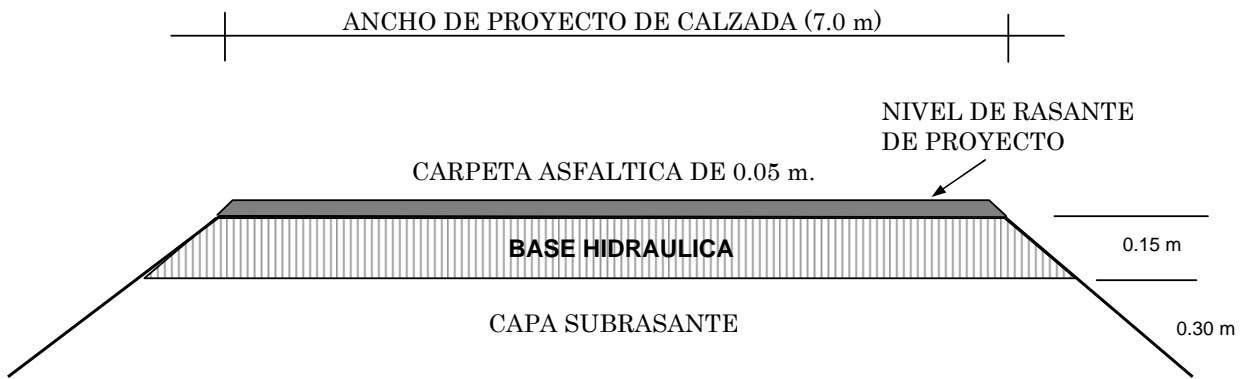 ANCHO DE PROYECTO DE CALZADA (7.0 m)
NIVEL DE RASANTE
DE PROYECTO
CARPETA ASFALTICA DE 0.05 m.
BASE HIDRAULICA
0.15 m
CAPA SUBRASANTE
0.30 m